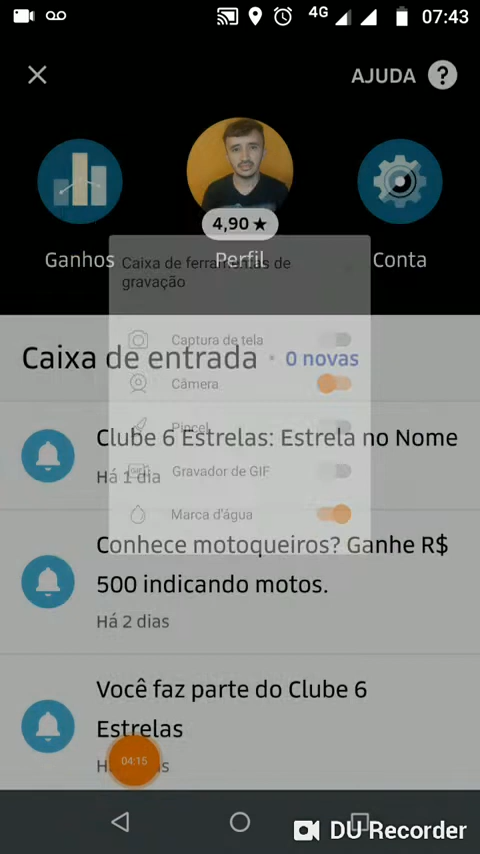 4G 07:43
AJUDA ?
4,90 ★
Ganhos Perfil Conta
Caixa de ferramentas de
gravação
Captura de tela
Caixa de entrada • 0 novas
Câmera
Pincel
Clube 6 Estrelas: Estrela no Nome
Há 1 dia
GIF Gravador de GIF
Marca d'água
Conhece motoqueiros? Ganhe R$
500 indicando motos.
Há 2 dias
Você faz parte do Clube 6
Estrelas
04:15
DU Recorder